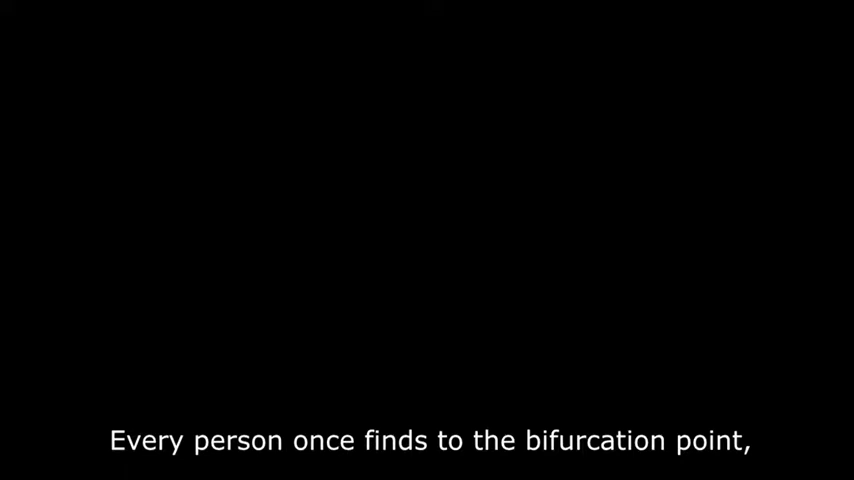 Every person once finds to the bifurcation point,